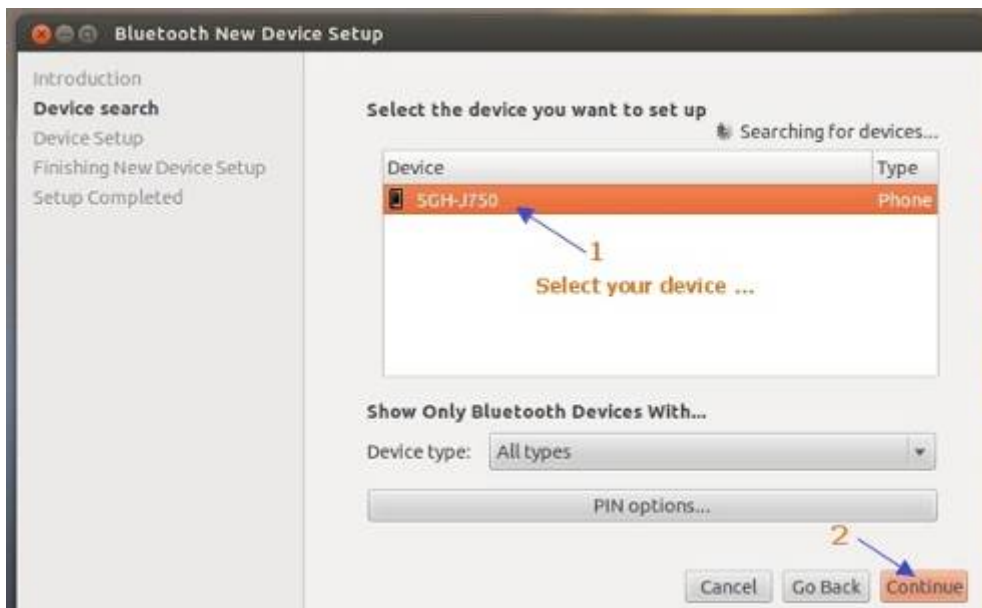 Bluetooth New Device Setup
Introduction
Device search
Device Setup
Finishing New Device Setup
Setup Completed
Select the device you want to set up
Searching for devices...
Device Type
SGH-J750 Phone
1
Select your device ...
Show Only Bluetooth Devices With...
Device type: All types
PIN options...
2
Cancel Go Back Continue